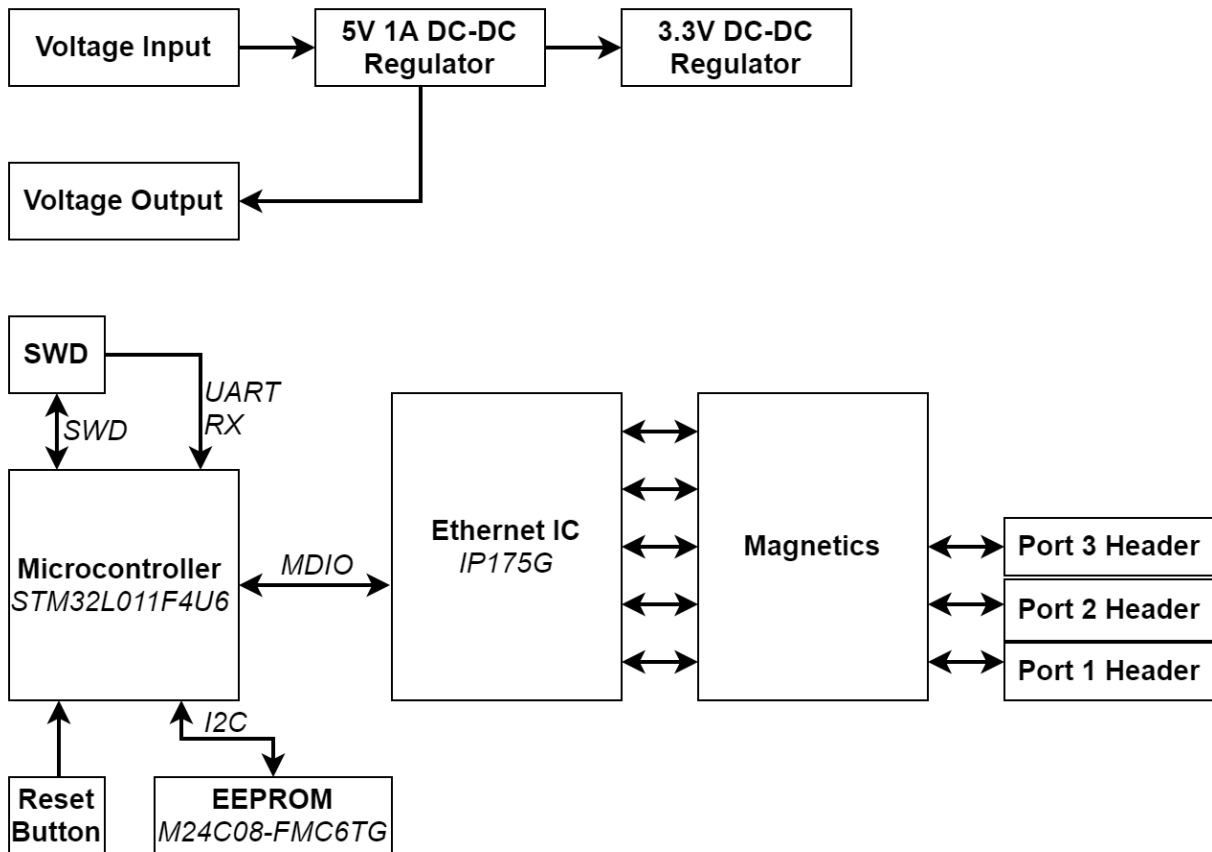 Voltage Input
5V 1A DC-DC
Regulator
3.3V DC-DC
Regulator
Voltage Output
SWD
UART
RX
SWD
Microcontroller
STM32L011F4U6
MDIO
Ethernet IC
IP175G
Magnetics
Port 3 Header
Port 2 Header
Port 1 Header
I2C
Reset
Button
EEPROM
M24C08-FMC6TG